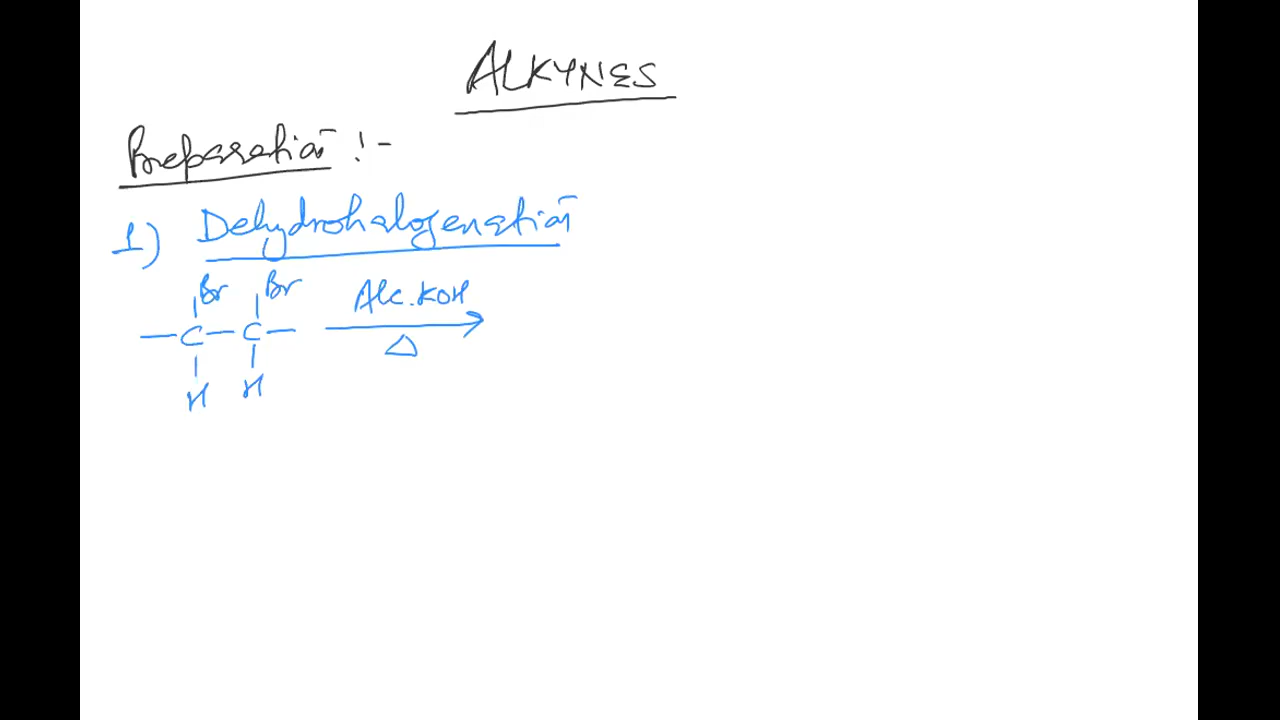 ALKYNES
Preparation :-
1) Dehydrohalogenation
Br Br Alc. KOH
— C — C — △
H H